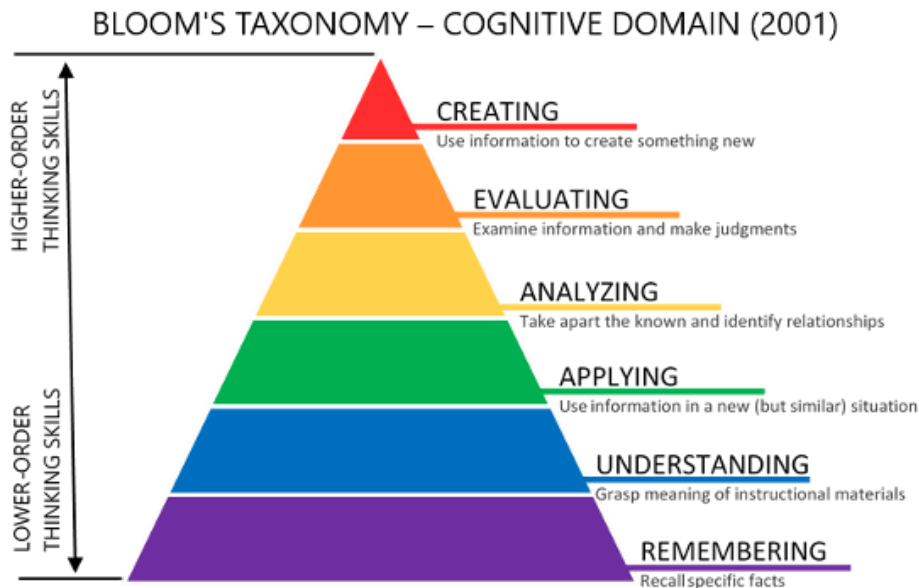 BLOOM'S TAXONOMY – COGNITIVE DOMAIN (2001)
HIGHER-ORDER
THINKING SKILLS
LOWER-ORDER
THINKING SKILLS
CREATING
Use information to create something new
EVALUATING
Examine information and make judgments
ANALYZING
Take apart the known and identify relationships
APPLYING
Use information in a new (but similar) situation
UNDERSTANDING
Grasp meaning of instructional materials
REMEMBERING
Recall specific facts